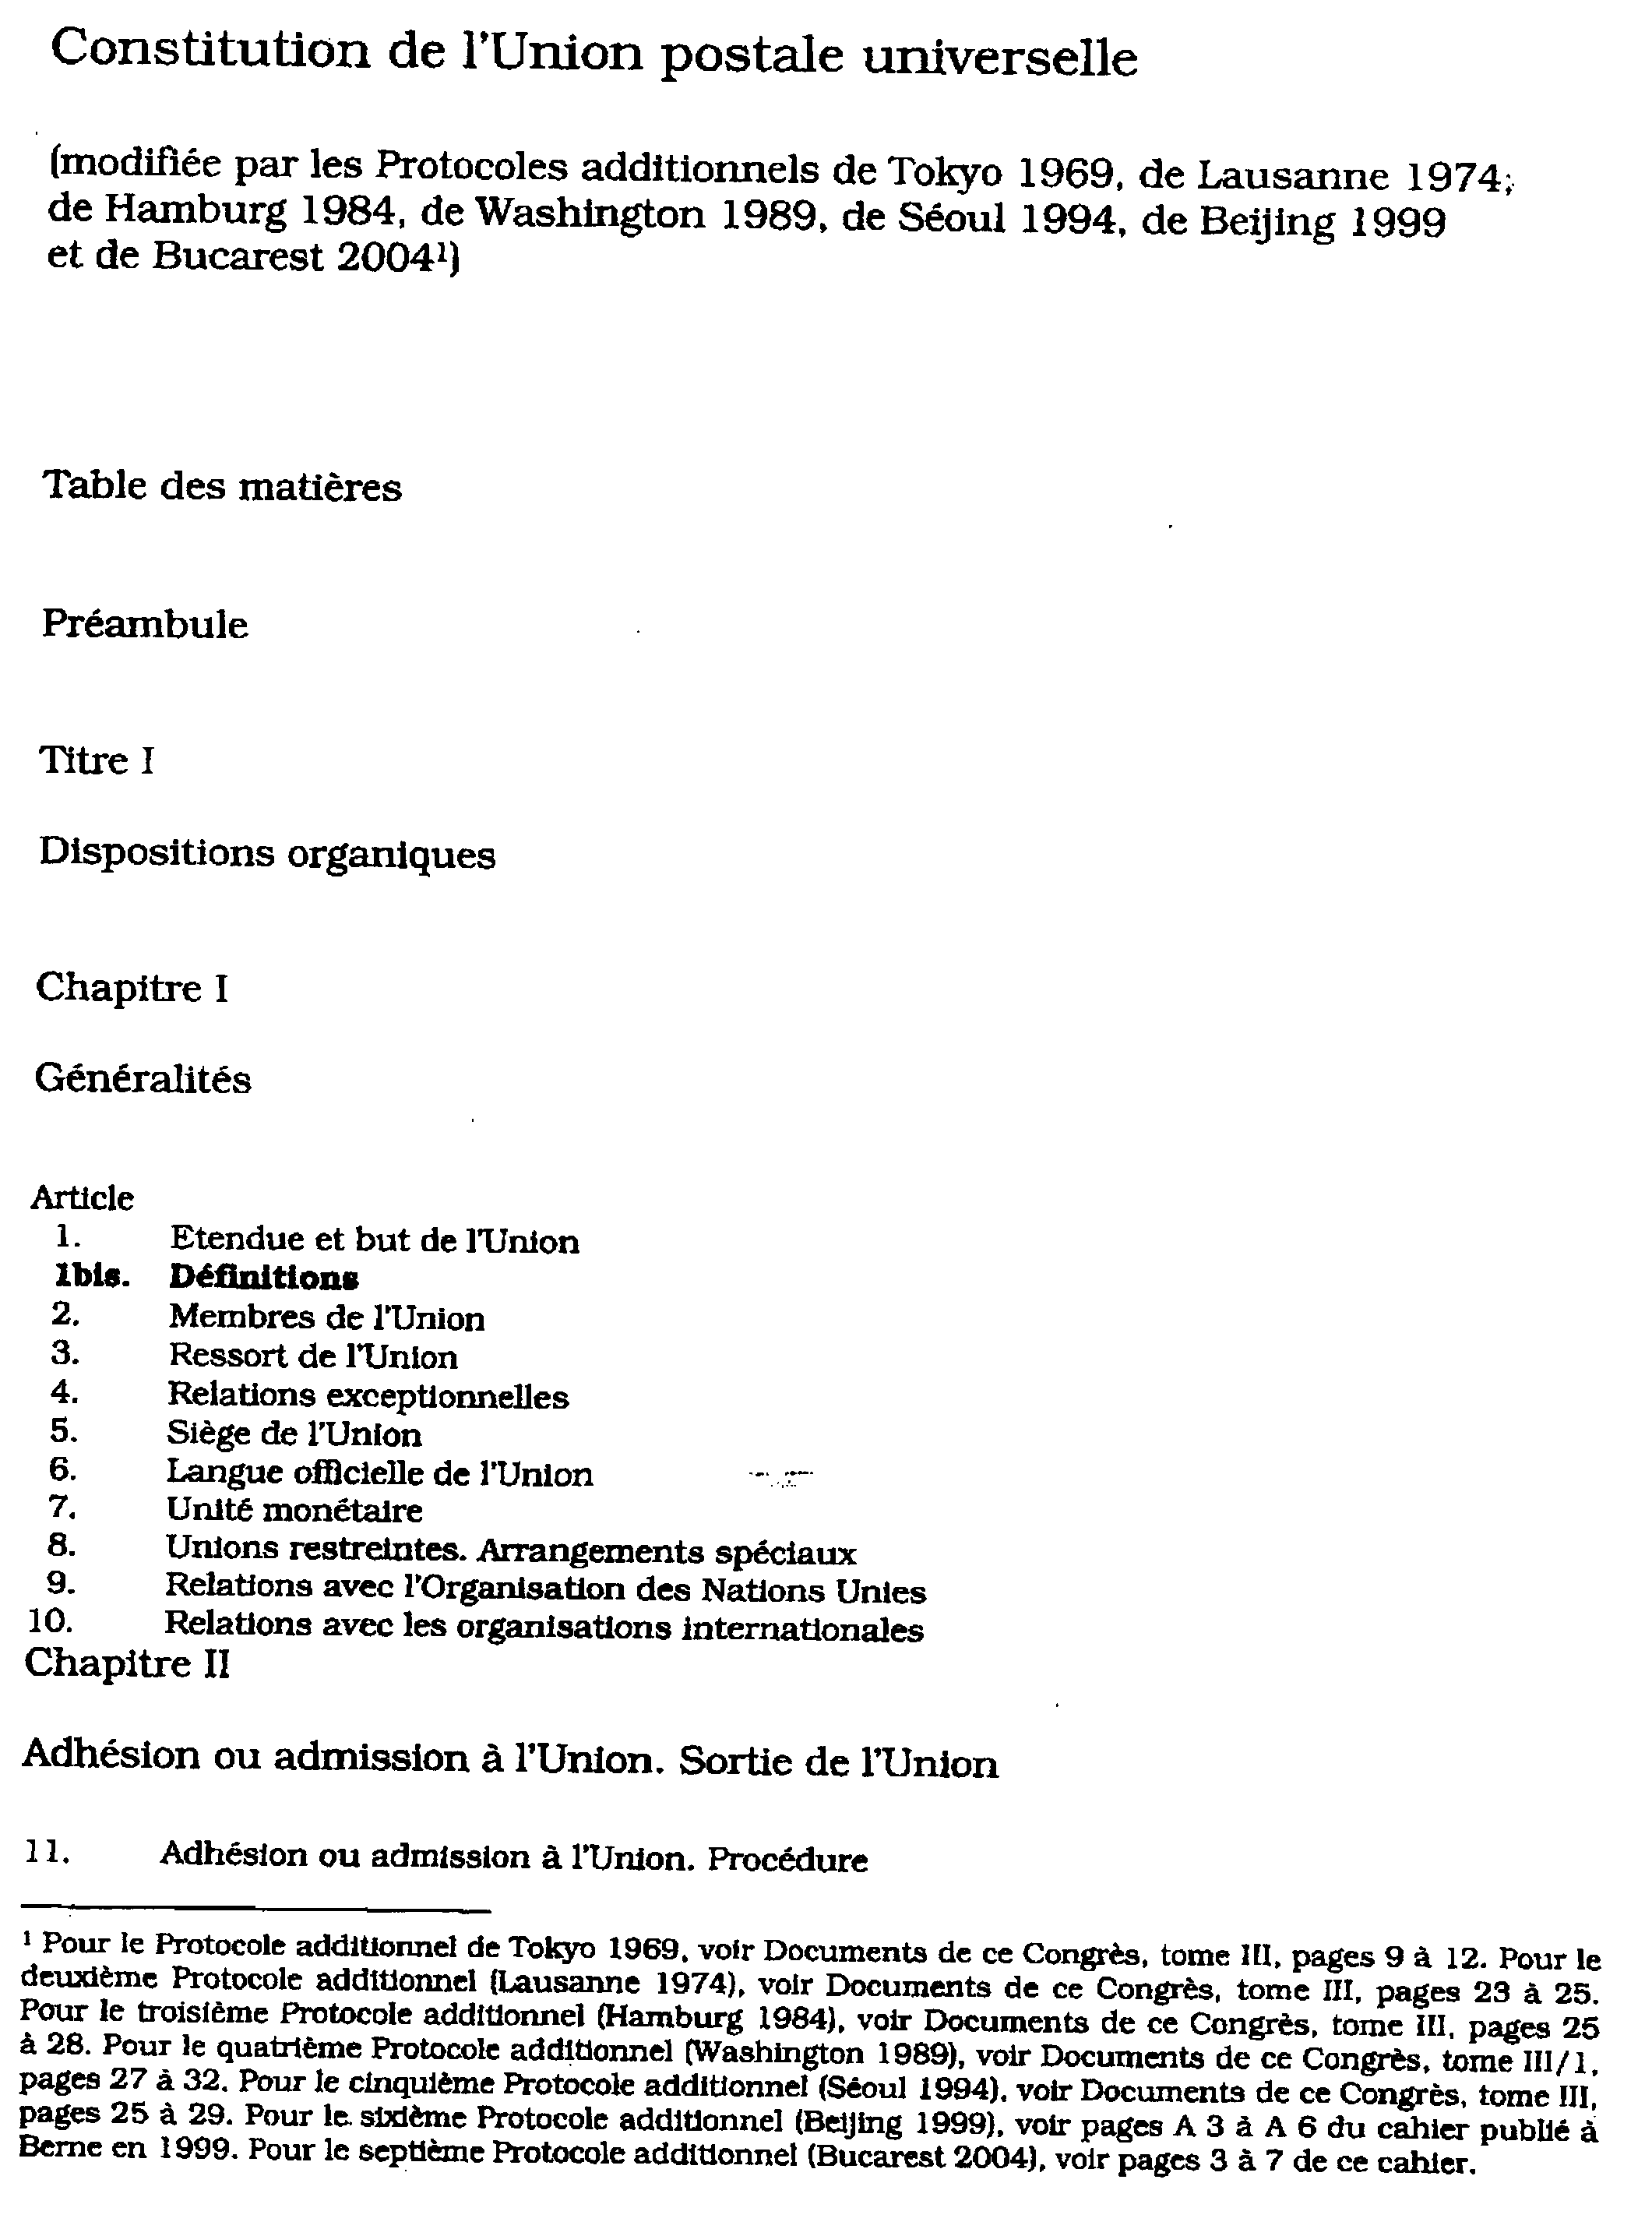 Constitution de l'Union postale universelle
(modifiée par les Protocoles additionnels de Tokyo 1969, de Lausanne 1974,
de Hamburg 1984, de Washington 1989, de Séoul 1994, de Beijing 1999
et de Bucarest 2004¹)
Table des matières
Préambule
Titre I
Dispositions organiques
Chapitre I
Généralités
Article
1. Etendue et but de l'Union
1bis. Définitions
2. Membres de l'Union
3. Ressort de l'Union
4. Relations exceptionnelles
5. Siège de l'Union
6. Langue officielle de l'Union
7. Unité monétaire
8. Unions restreintes. Arrangements spéciaux
9. Relations avec l'Organisation des Nations Unies
10. Relations avec les organisations internationales
Chapitre II
Adhésion ou admission à l'Union. Sortie de l'Union
11. Adhésion ou admission à l'Union. Procédure
¹ Pour le Protocole additionnel de Tokyo 1969, voir Documents de ce Congrès, tome III, pages 9 à 12. Pour le
deuxième Protocole additionnel (Lausanne 1974), voir Documents de ce Congrès, tome III, pages 23 à 25.
Pour le troisième Protocole additionnel (Hamburg 1984), voir Documents de ce Congrès, tome III, pages 25
à 28. Pour le quatrième Protocole additionnel (Washington 1989), voir Documents de ce Congrès, tome III/1,
pages 27 à 32. Pour le cinquième Protocole additionnel (Séoul 1994), voir Documents de ce Congrès, tome III,
pages 25 à 29. Pour le sixième Protocole additionnel (Beijing 1999), voir pages A 3 à A 6 du cahier publié à
Berne en 1999. Pour le septième Protocole additionnel (Bucarest 2004), voir pages 3 à 7 de ce cahier.